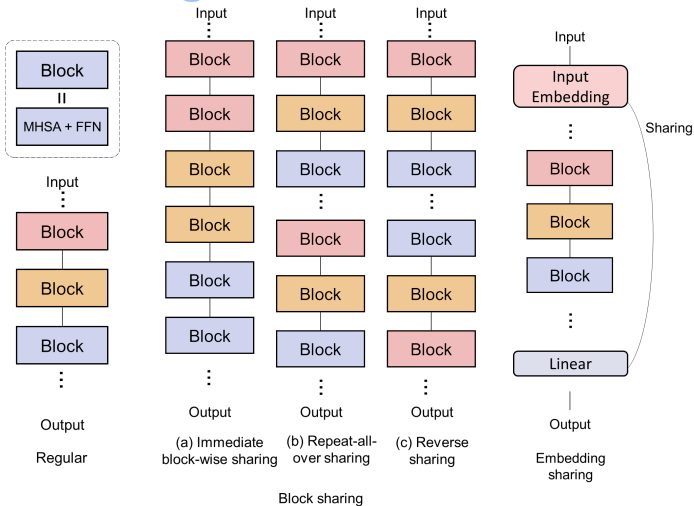 Block
=
MHSA + FFN
Input
Block
Block
Block
Output
Regular
Input
Block
Block
Block
Block
Block
Block
Output
(a) Immediate
block-wise sharing
Input
Block
Block
Block
Block
Block
Block
Output
(b) Repeat-all-
over sharing
Input
Block
Block
Block
Block
Block
Block
Output
(c) Reverse
sharing
Block sharing
Input
Input
Embedding
Sharing
Block
Block
Block
Linear
Output
Embedding
sharing